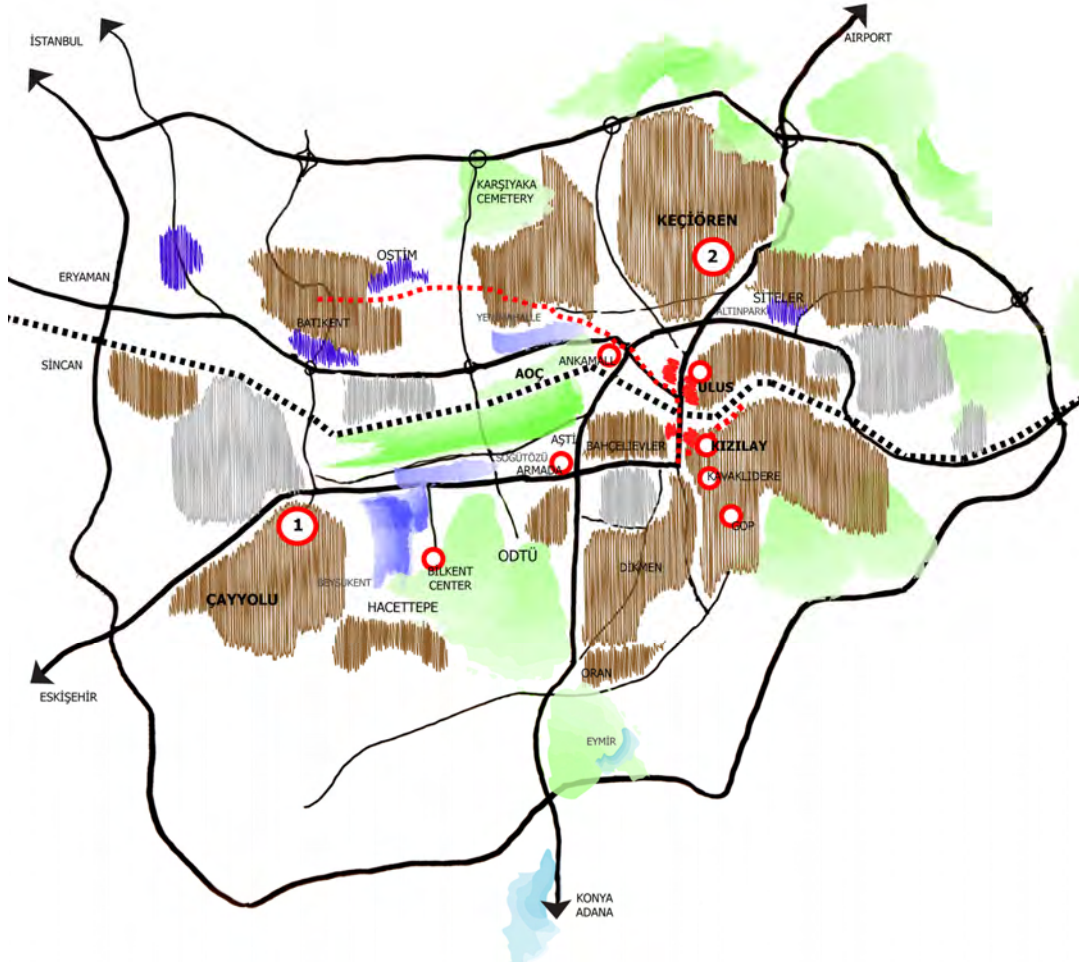 İSTANBUL
AIRPORT
KARŞIYAKA
CEMETERY
KEÇİÖREN
2
OSTİM
ERYAMAN
SİTELER
ALTINPARK
YENİMAHALLE
BATIKENT
SİNCAN
ANKAMALL
AOÇ
ULUS
AŞTİ
BAHÇELİEVLER
KIZILAY
SÖĞÜTÖZÜ
ARMADA
KAVAKLIDERE
1
GOP
ODTÜ
BİLKENT
CENTER
DİKMEN
BEYSUKENT
ÇAYYOLU
HACETTEPE
ORAN
ESKİŞEHİR
EYMİR
KONYA
ADANA